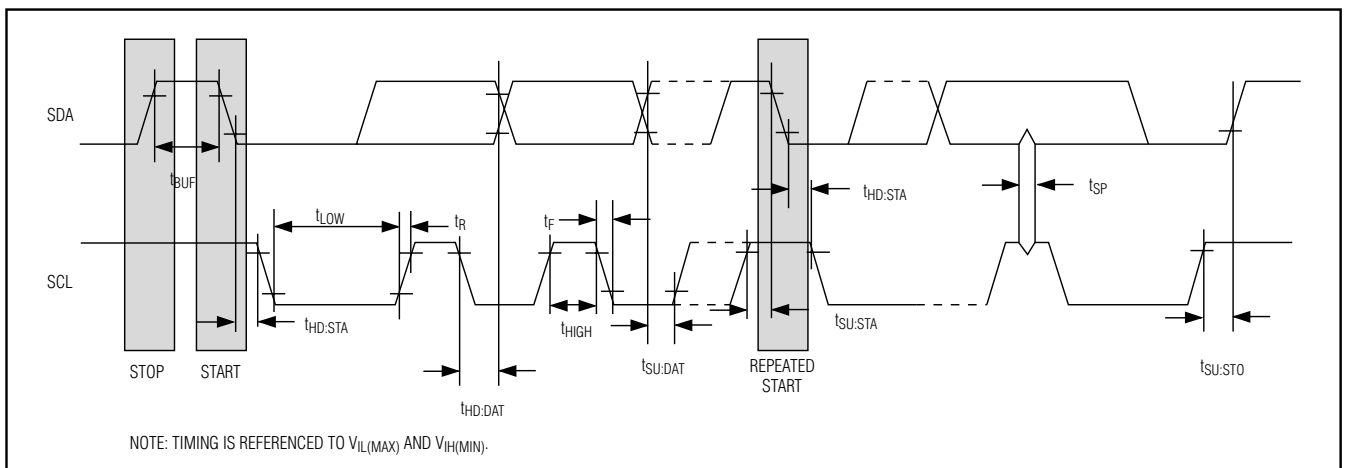 SDA
tBUF
tLOW
tR
tF
tHD:STA
tSP
SCL
tHD:STA
tHIGH
tSU:DAT
tSU:STA
tSU:STO
STOP
START
REPEATED
START
tHD:DAT
NOTE: TIMING IS REFERENCED TO VIL(MAX) AND VIH(MIN).